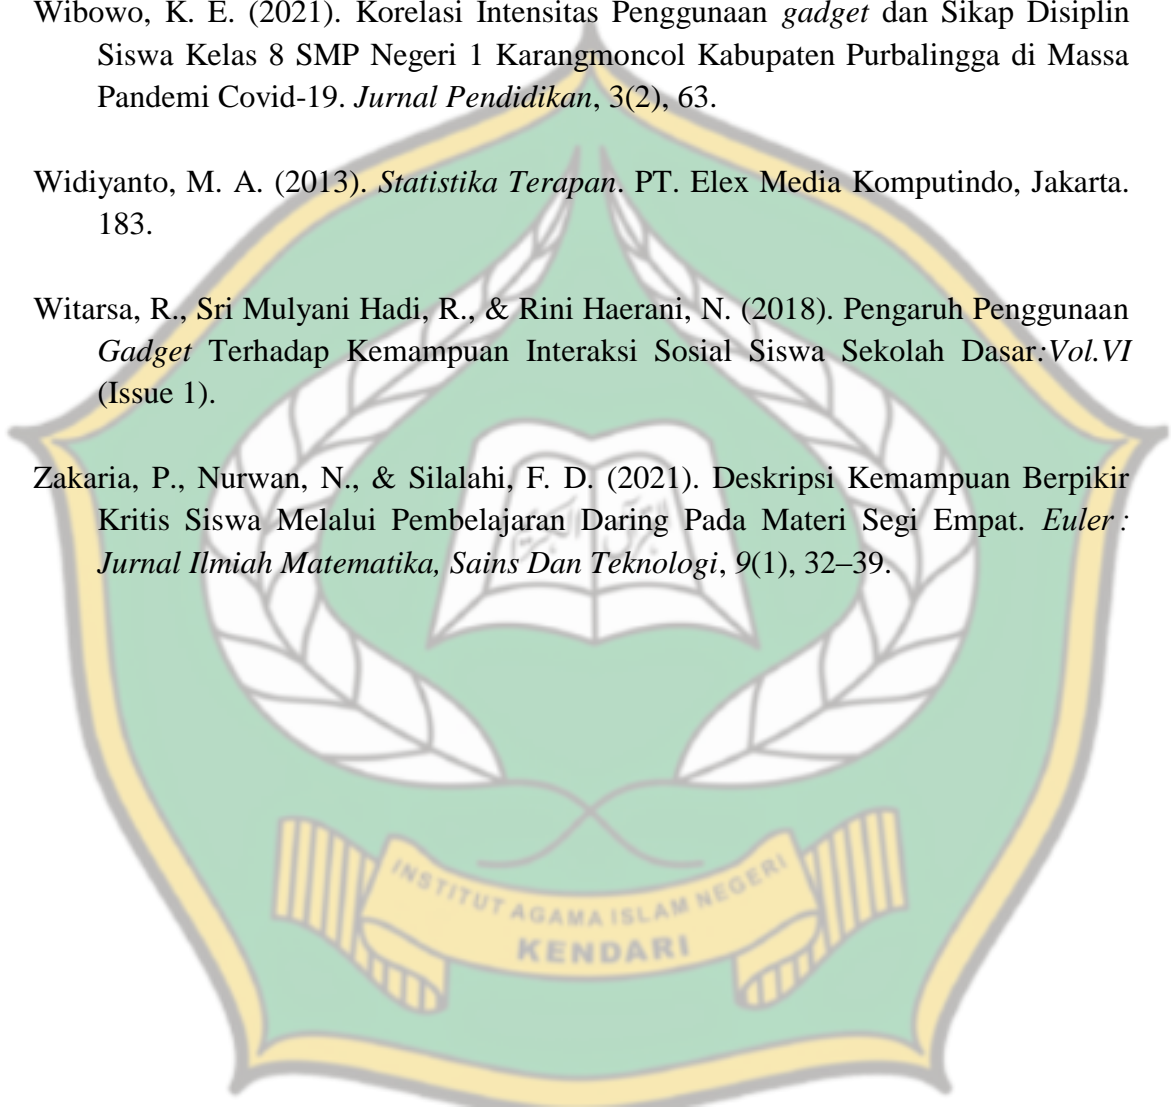 Wibowo, K. E. (2021). Korelasi Intensitas Penggunaan gadget dan Sikap Disiplin
Siswa Kelas 8 SMP Negeri 1 Karangmoncol Kabupaten Purbalingga di Massa
Pandemi Covid-19. Jurnal Pendidikan, 3(2), 63.
Widiyanto, M. A. (2013). Statistika Terapan. PT. Elex Media Komputindo, Jakarta.
183.
Witarsa, R., Sri Mulyani Hadi, R., & Rini Haerani, N. (2018). Pengaruh Penggunaan
Gadget Terhadap Kemampuan Interaksi Sosial Siswa Sekolah Dasar:Vol.VI
(Issue 1).
Zakaria, P., Nurwan, N., & Silalahi, F. D. (2021). Deskripsi Kemampuan Berpikir
Kritis Siswa Melalui Pembelajaran Daring Pada Materi Segi Empat. Euler :
Jurnal Ilmiah Matematika, Sains Dan Teknologi, 9(1), 32–39.
INSTITUT AGAMA ISLAM NEGERI
KENDARI